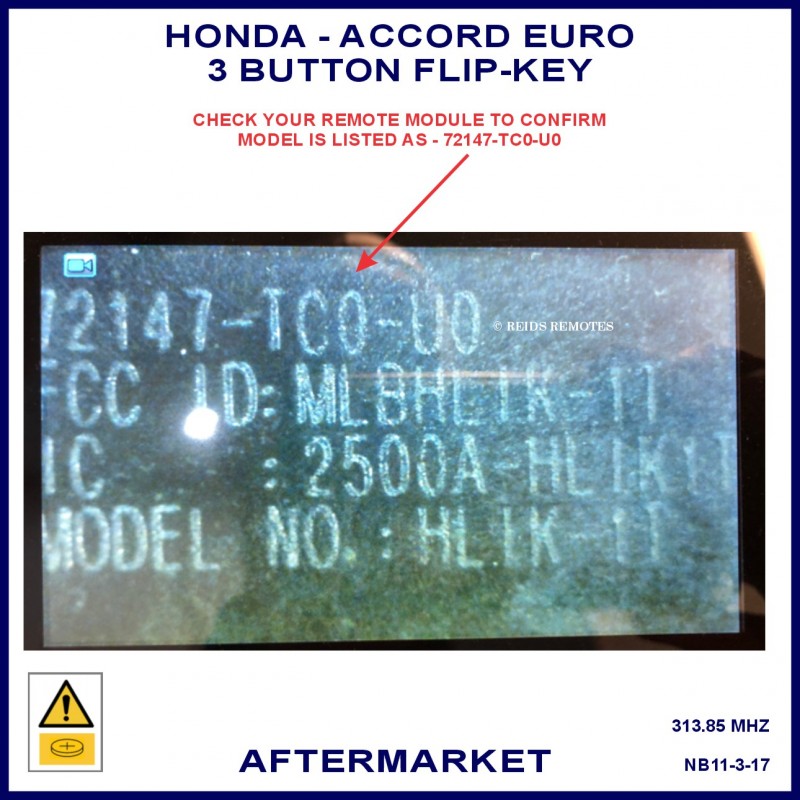 HONDA - ACCORD EURO
3 BUTTON FLIP-KEY
CHECK YOUR REMOTE MODULE TO CONFIRM
MODEL IS LISTED AS - 72147-TC0-U0
72147-TC0-U0
© REIDS REMOTES
FCC ID: MLBHLIK-1T
IC : 2500A-HLIK1T
MODEL NO. : HLIK-1T
313.85 MHZ
AFTERMARKET
NB11-3-17